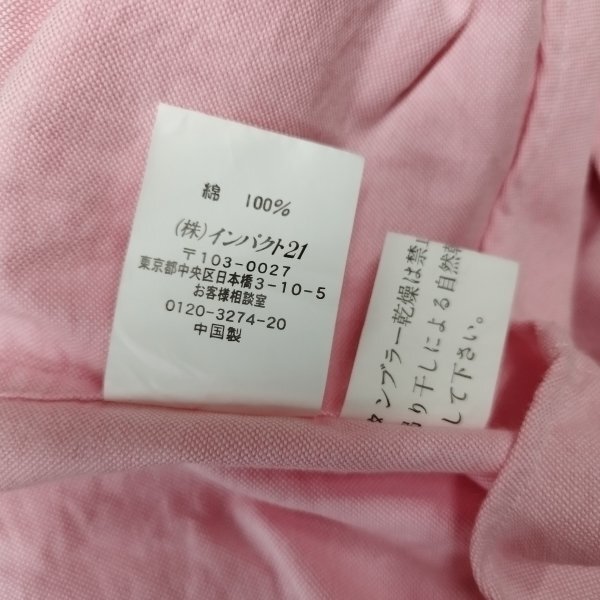 綿 100%
(株)インパクト21
〒103-0027
東京都中央区日本橋3-10-5
お客様相談室
0120-3274-20
中国製
タンブラー乾燥は禁止
吊り干しによる自然乾
して下さい。